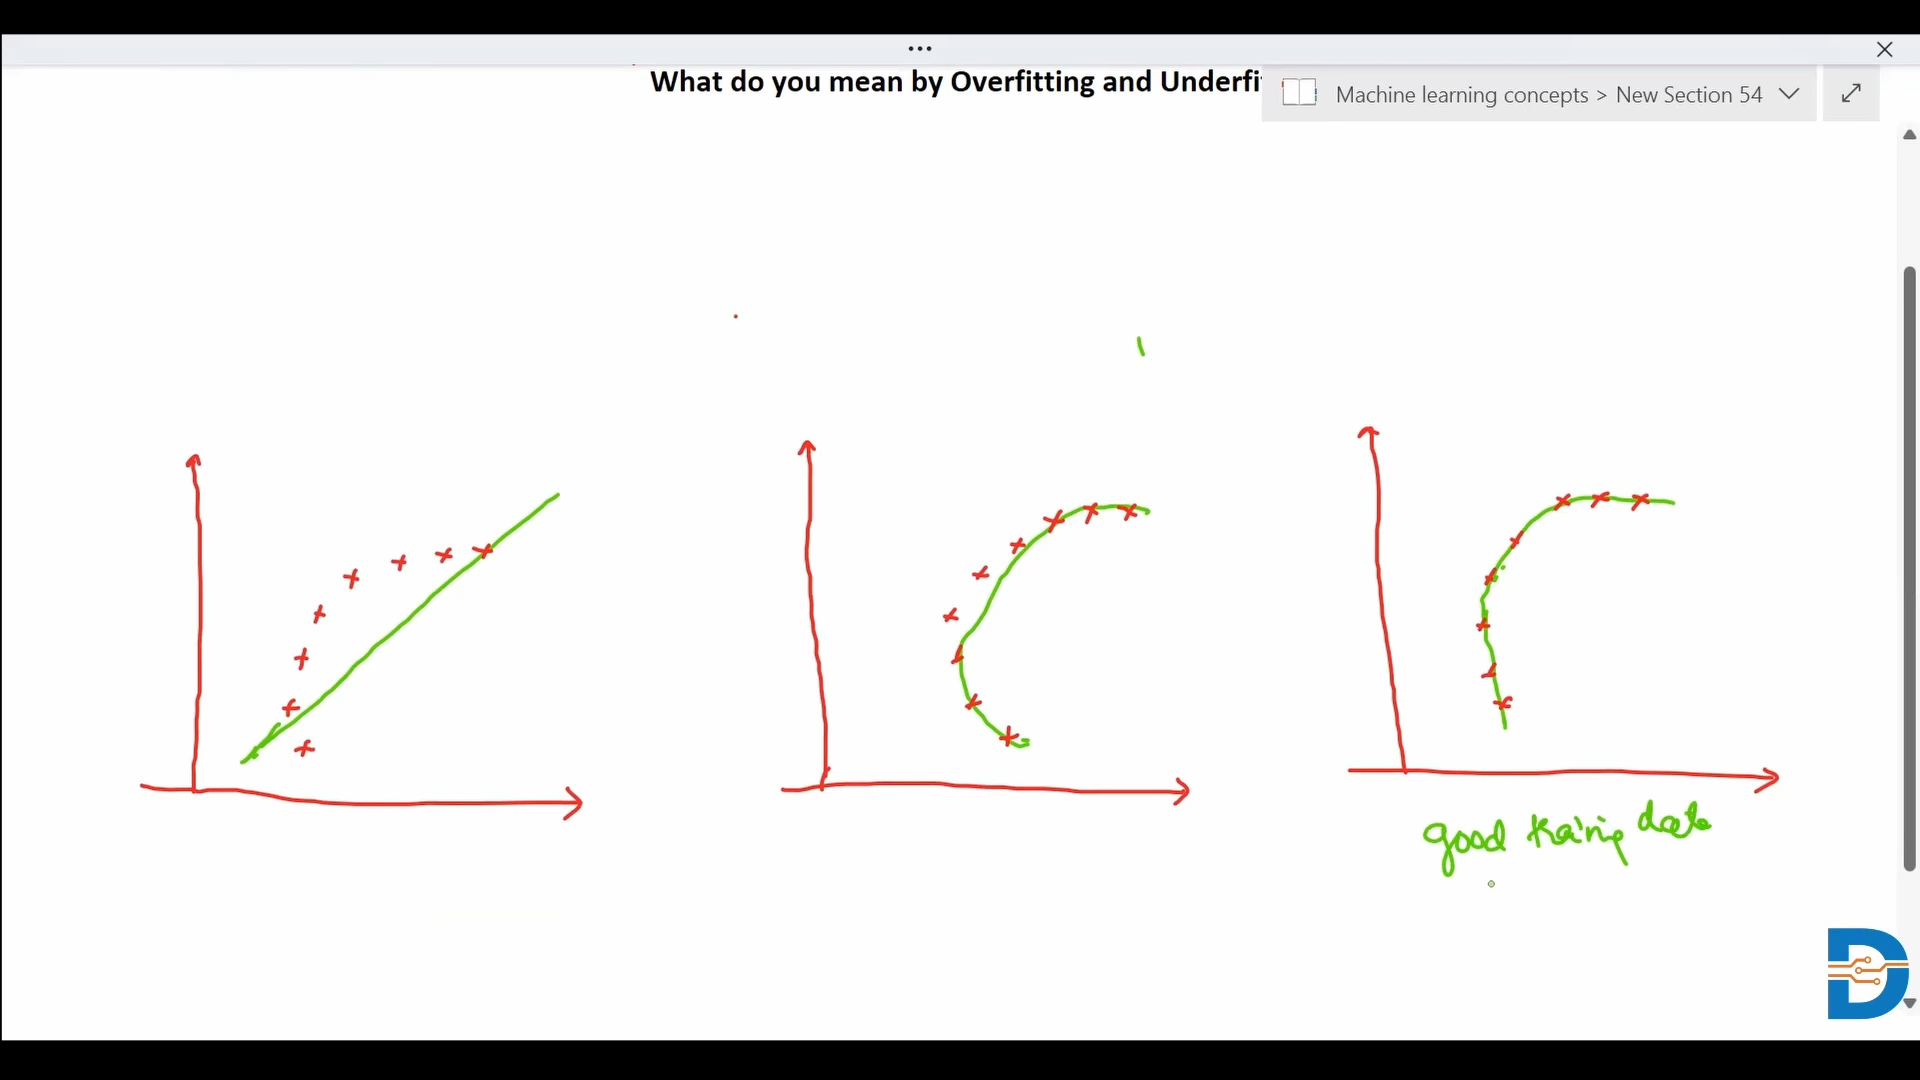 What do you mean by Overfitting and Underfi
Machine learning concepts > New Section 54
good training data